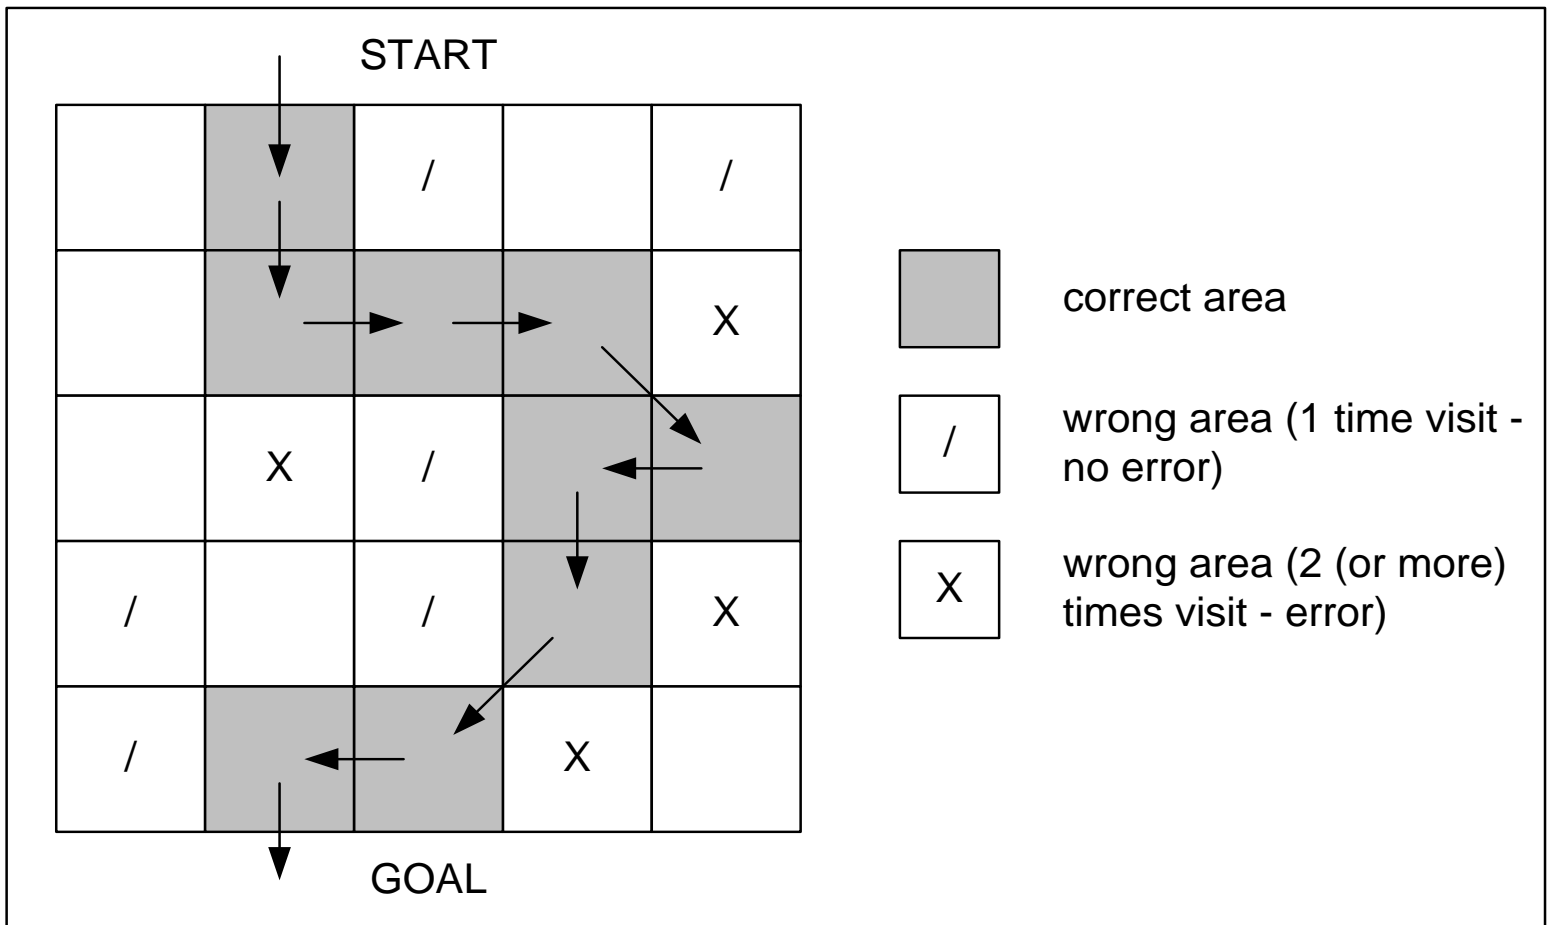 START
/ /
X
correct area
X /
/
wrong area (1 time visit -
no error)
/ / X
X
wrong area (2 (or more)
times visit - error)
/ X
GOAL